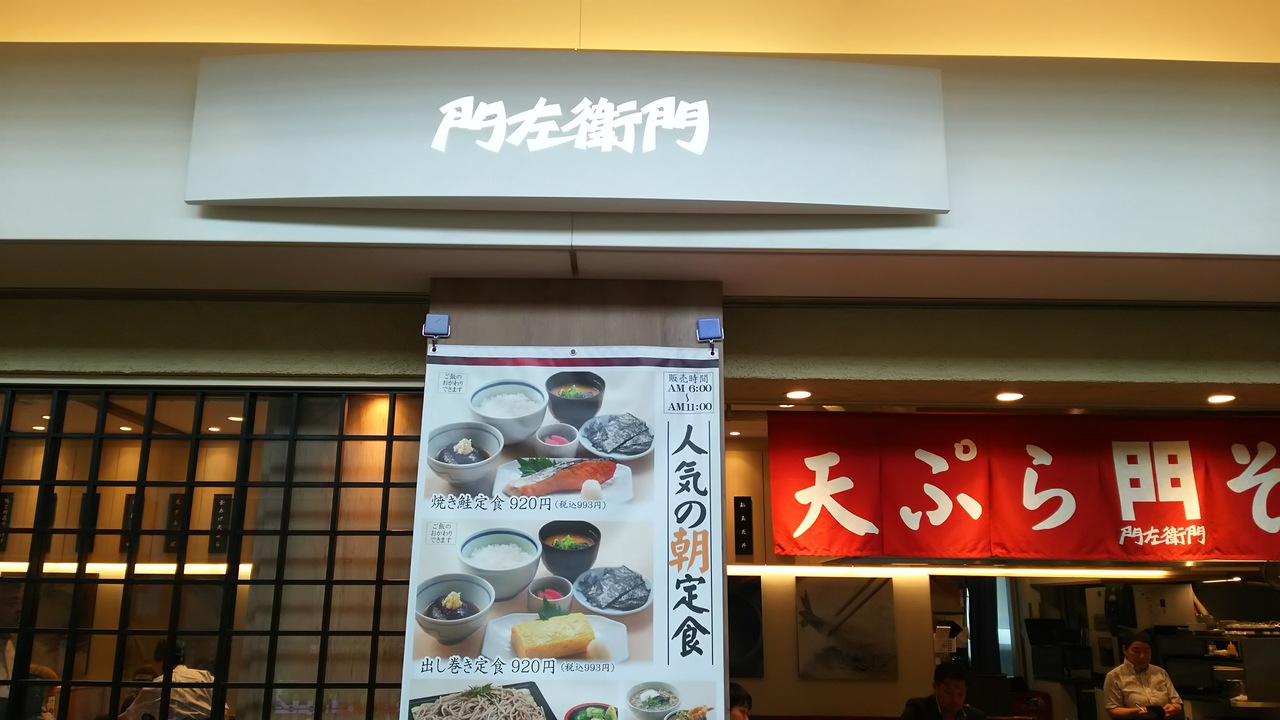 門左衛門
ご飯の
おかわり
できます
販売時間
AM 6:00
~
AM11:00
人気の朝定食
焼き鮭定食 920円(税込993円)
ご飯の
おかわり
できます
出し巻き定食 920円(税込993円)
天ぷら門そ
門左衛門